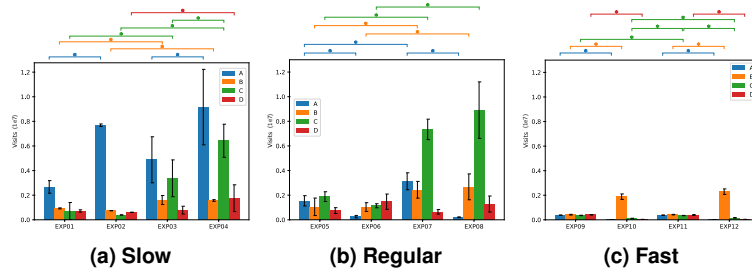 1.2
1.0
0.8
0.6
0.4
0.2
0.0
Visits (1e7)
A
B
C
D
EXP01 EXP02 EXP03 EXP04
(a) Slow
1.2
1.0
0.8
0.6
0.4
0.2
0.0
Visits (1e7)
A
B
C
D
EXP05 EXP06 EXP07 EXP08
(b) Regular
1.2
1.0
0.8
0.6
0.4
0.2
0.0
Visits (1e7)
A
B
C
D
EXP09 EXP10 EXP11 EXP12
(c) Fast